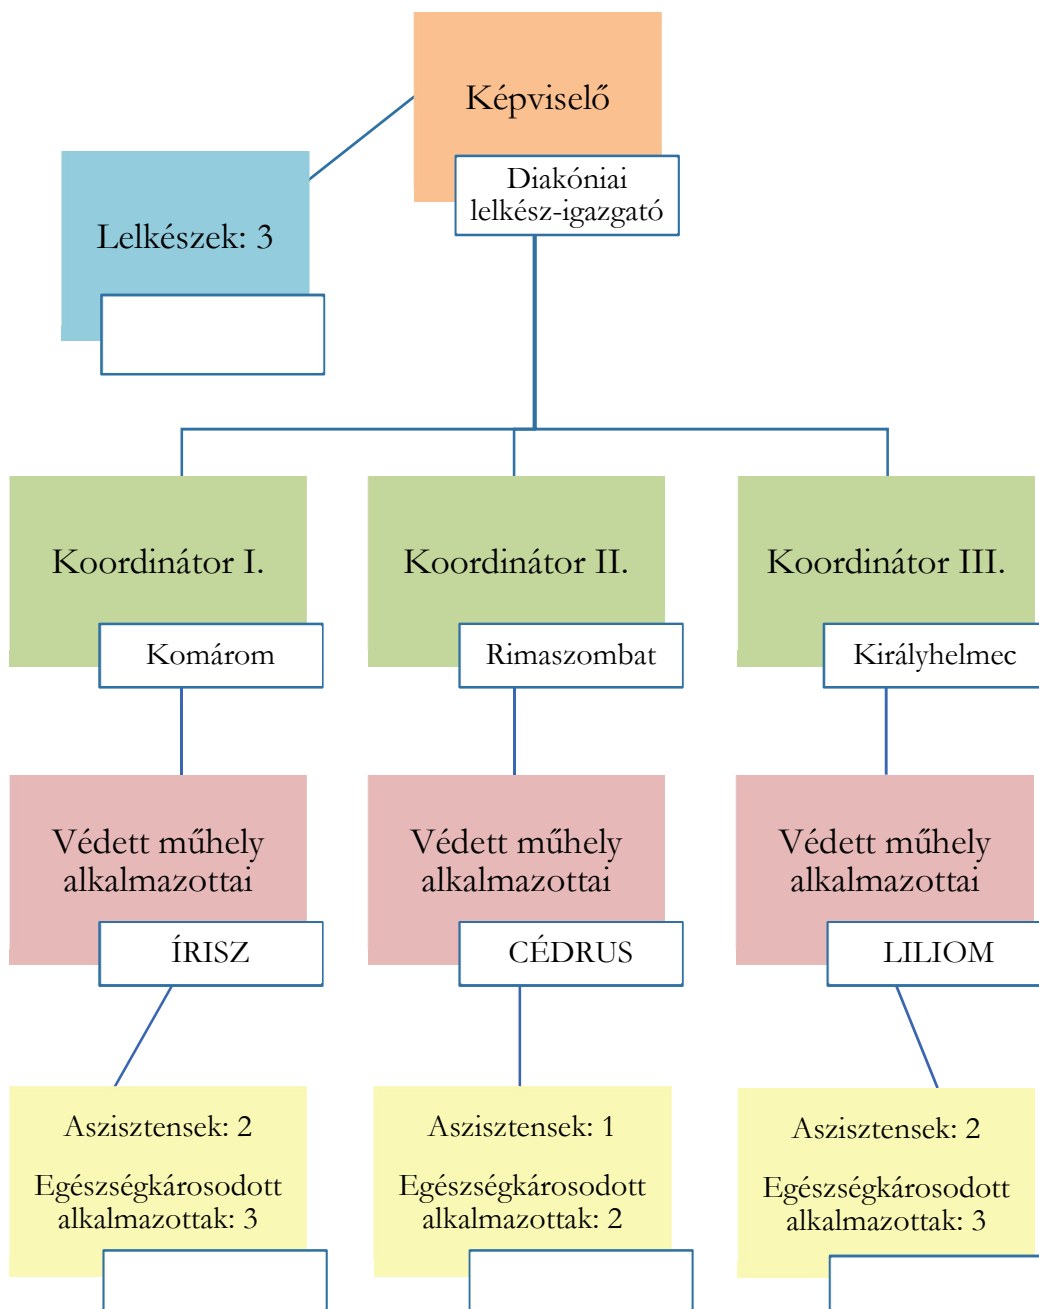 Képviselő
Diakóniai
lelkész-igazgató
Lelkészek: 3
Koordinátor I.
Komárom
Koordinátor II.
Rimaszombat
Koordinátor III.
Királyhelmec
Védett műhely
alkalmazottai
ÍRISZ
Védett műhely
alkalmazottai
CÉDRUS
Védett műhely
alkalmazottai
LILIOM
Aszisztensek: 2
Egészségkárosodott
alkalmazottak: 3
Aszisztensek: 1
Egészségkárosodott
alkalmazottak: 2
Aszisztensek: 2
Egészségkárosodott
alkalmazottak: 3